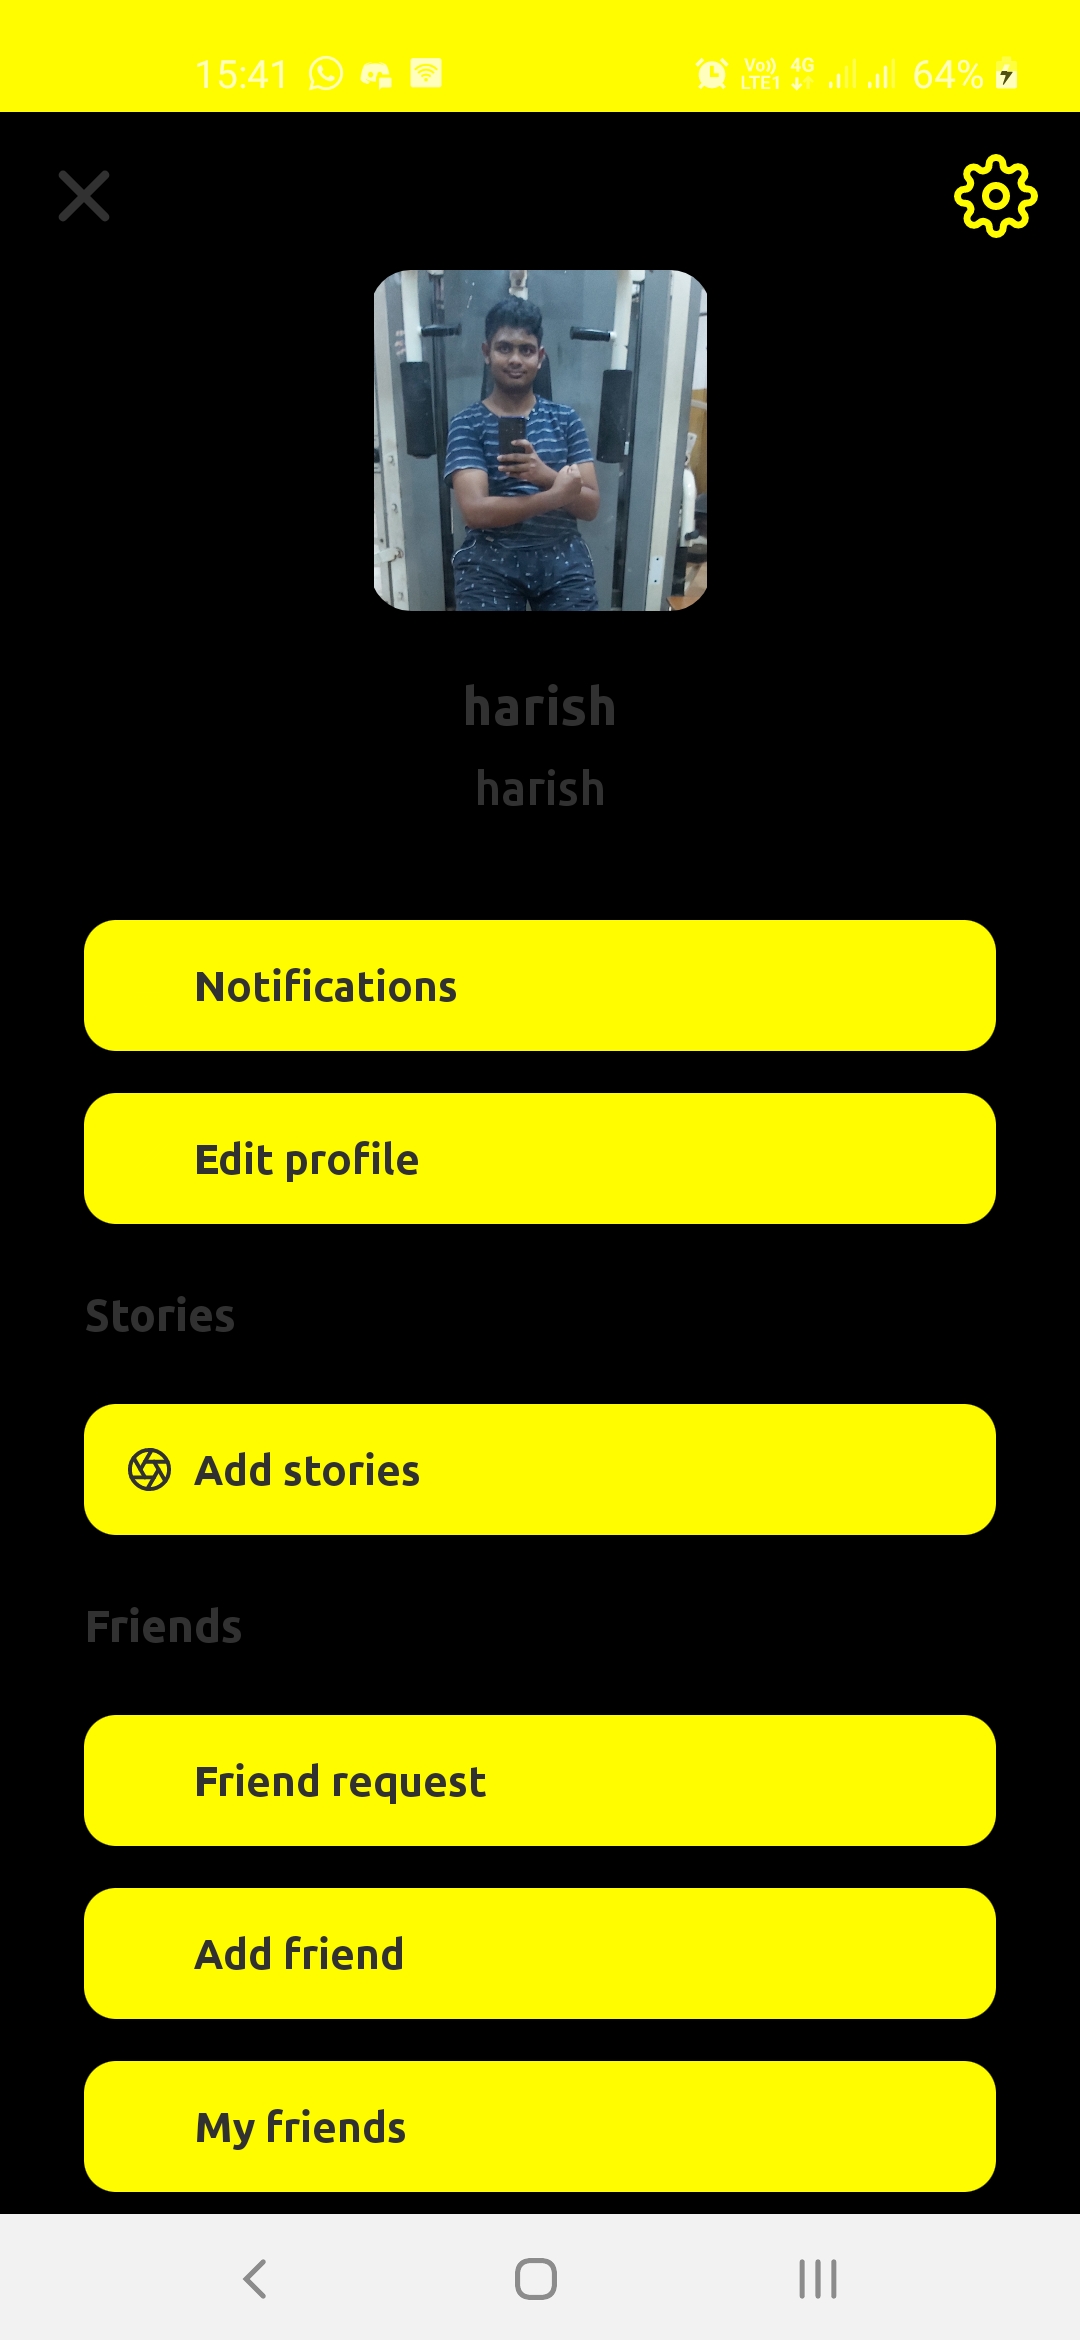 15:41 Vo)) LTE1 4G 64%
harish
harish
Notifications
Edit profile
Stories
Add stories
Friends
Friend request
Add friend
My friends